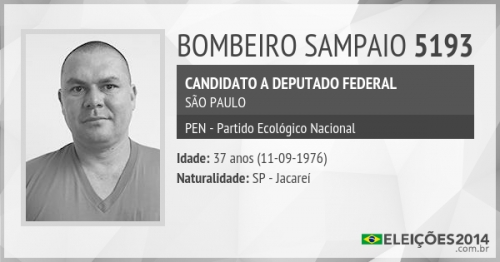 BOMBEIRO SAMPAIO 5193
CANDIDATO A DEPUTADO FEDERAL
SÃO PAULO
PEN - Partido Ecológico Nacional
Idade: 37 anos (11-09-1976)
Naturalidade: SP - Jacareí
ELEIÇÕES2014
.com.br